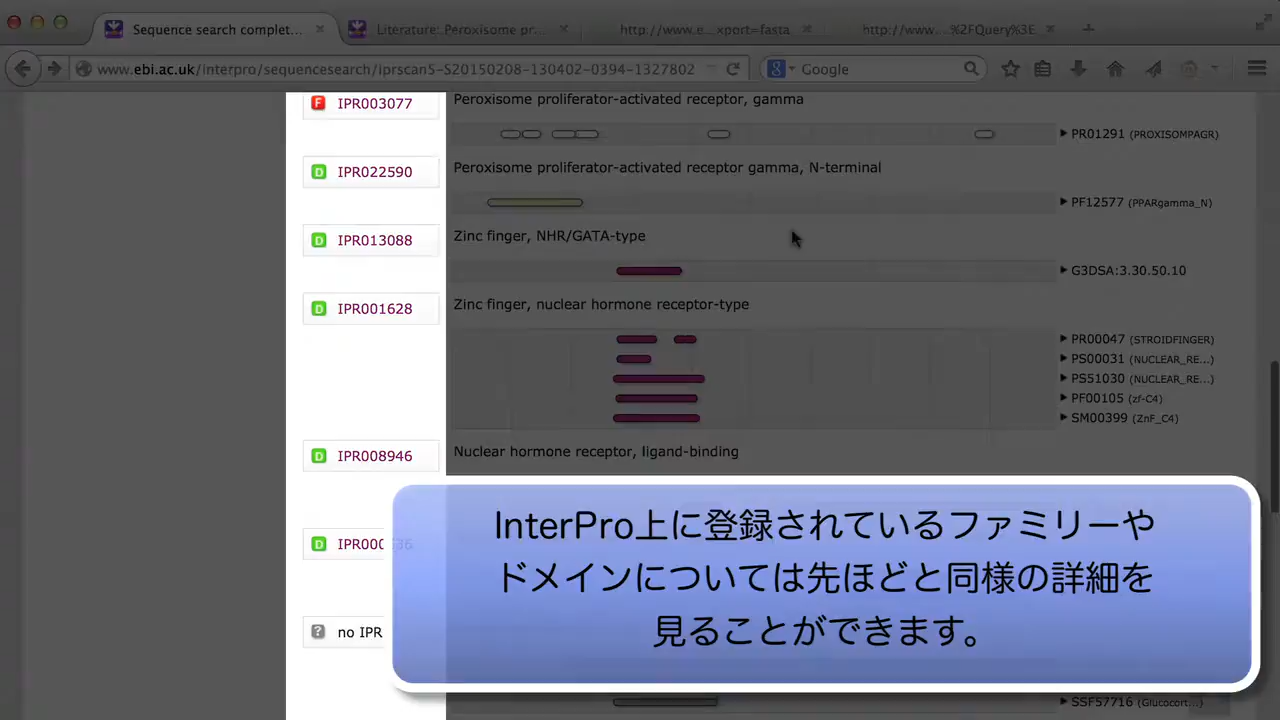 Sequence search complet...
Literature: Peroxisome pr...
http://www.e...xport=fasta
http://www....%2FQuery%3E
www.ebi.ac.uk/interpro/sequencesearch/iprscan5-S20150208-130402-0394-1327802
Google
F IPR003077 Peroxisome proliferator-activated receptor, gamma
PR01291 (PROXISOMPAGR)
D IPR022590 Peroxisome proliferator-activated receptor gamma, N-terminal
PF12577 (PPARgamma_N)
D IPR013088 Zinc finger, NHR/GATA-type
G3DSA:3.30.50.10
D IPR001628 Zinc finger, nuclear hormone receptor-type
PR00047 (STROIDFINGER)
PS00031 (NUCLEAR_RE...)
PS51030 (NUCLEAR_RE...)
PF00105 (zf-C4)
SM00399 (ZnF_C4)
D IPR008946 Nuclear hormone receptor, ligand-binding
InterPro上に登録されているファミリーや
ドメインについては先ほどと同様の詳細を
見ることができます。
D IPR000536
? no IPR
SSF57716 (Glucocort...)